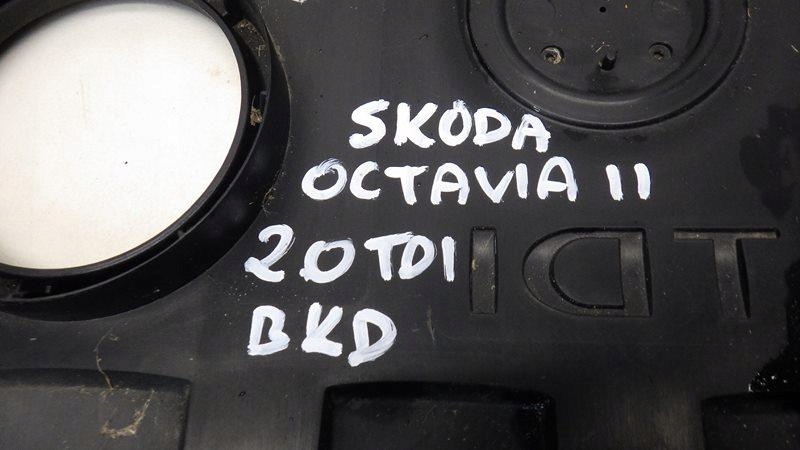 SKODA
OCTAVIA II
2.0 TDI
BKD
TDI